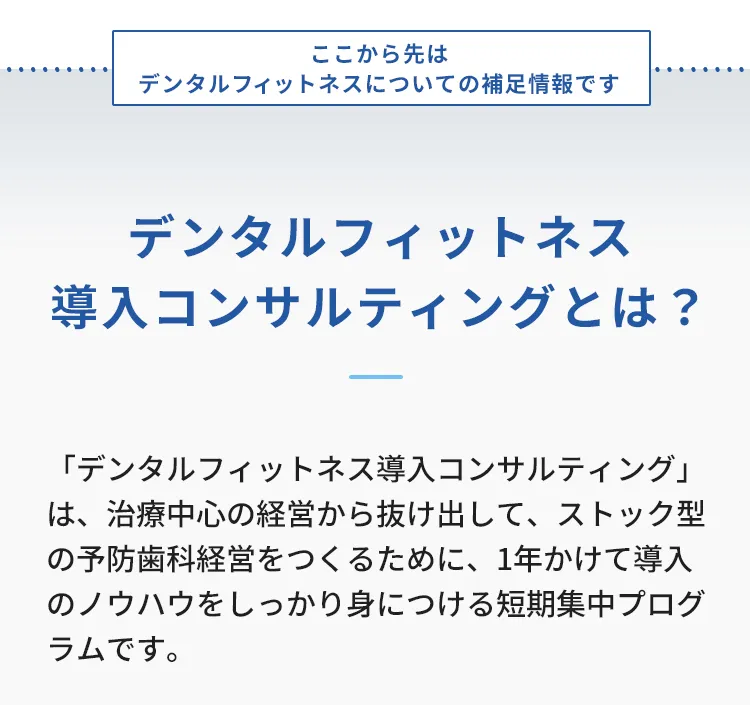 ここから先は
デンタルフィットネスについての補足情報です
デンタルフィットネス
導入コンサルティングとは？
「デンタルフィットネス導入コンサルティング」
は、治療中心の経営から抜け出して、ストック型
の予防歯科経営をつくるために、1年かけて導入
のノウハウをしっかり身につける短期集中プログ
ラムです。